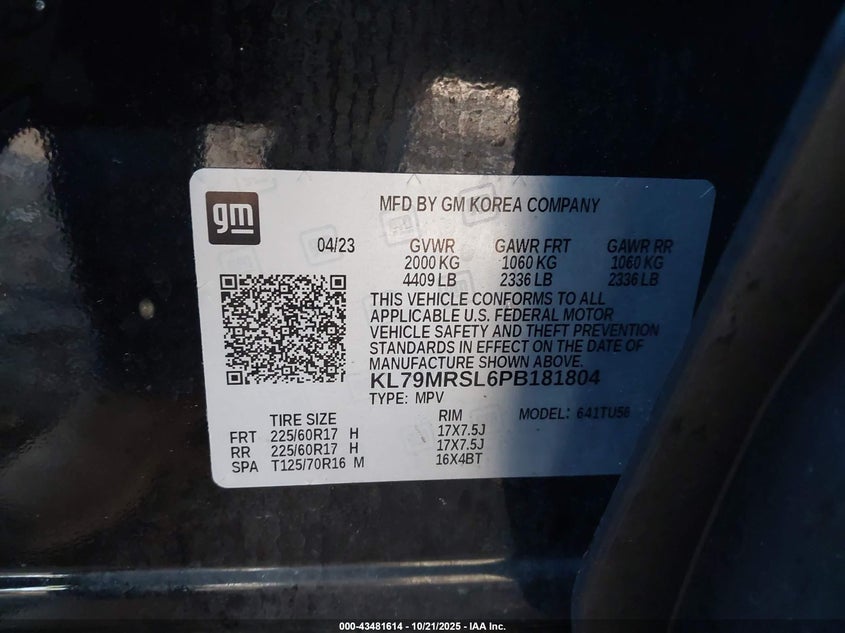 gm
MFD BY GM KOREA COMPANY
04/23 GVWR GAWR FRT GAWR RR
2000 KG 1060 KG 1060 KG
4409 LB 2336 LB 2336 LB
THIS VEHICLE CONFORMS TO ALL
APPLICABLE U.S. FEDERAL MOTOR
VEHICLE SAFETY AND THEFT PREVENTION
STANDARDS IN EFFECT ON THE DATE OF
MANUFACTURE SHOWN ABOVE.
KL79MRSL6PB181804
TYPE: MPV
MODEL: 641TU56
TIRE SIZE RIM
FRT 225/60R17 H 17X7.5J
RR 225/60R17 H 17X7.5J
SPA T125/70R16 M 16X4BT
000-43481614 - 10/21/2025 - IAA Inc.